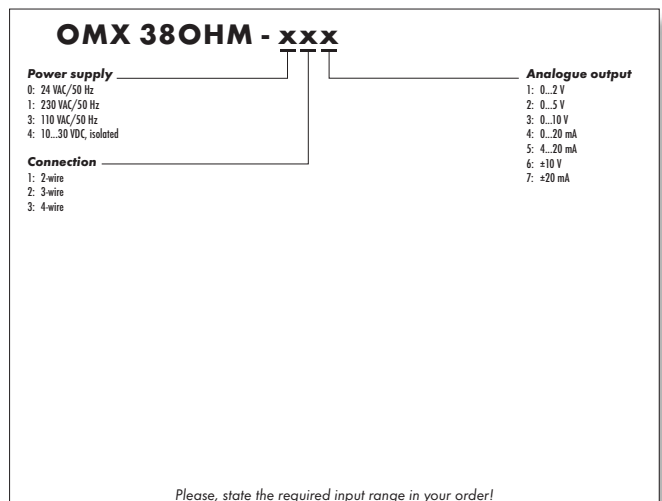 OMX 38OHM - xxx
Power supply
0: 24 VAC/50 Hz
1: 230 VAC/50 Hz
3: 110 VAC/50 Hz
4: 10...30 VDC, isolated
Connection
1: 2-wire
2: 3-wire
3: 4-wire
Analogue output
1: 0...2 V
2: 0...5 V
3: 0...10 V
4: 0...20 mA
5: 4...20 mA
6: ±10 V
7: ±20 mA
Please, state the required input range in your order!